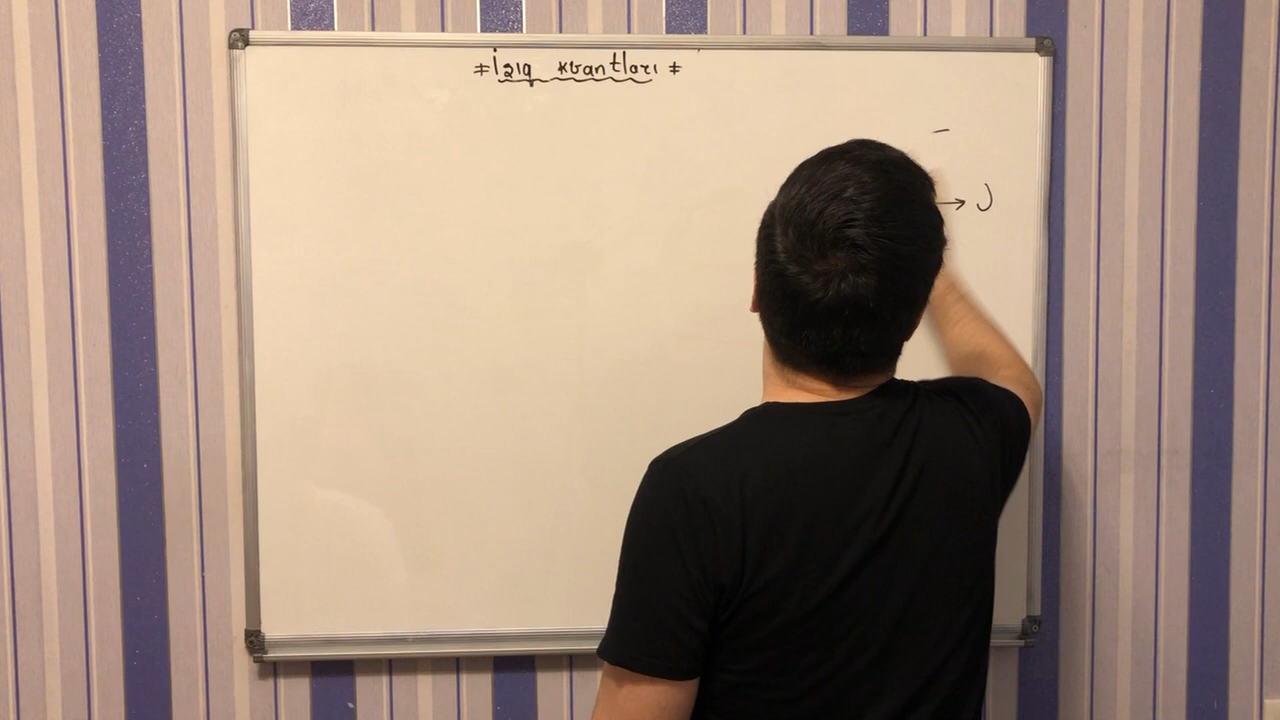 ≠İşıq kvantları≠
→ J